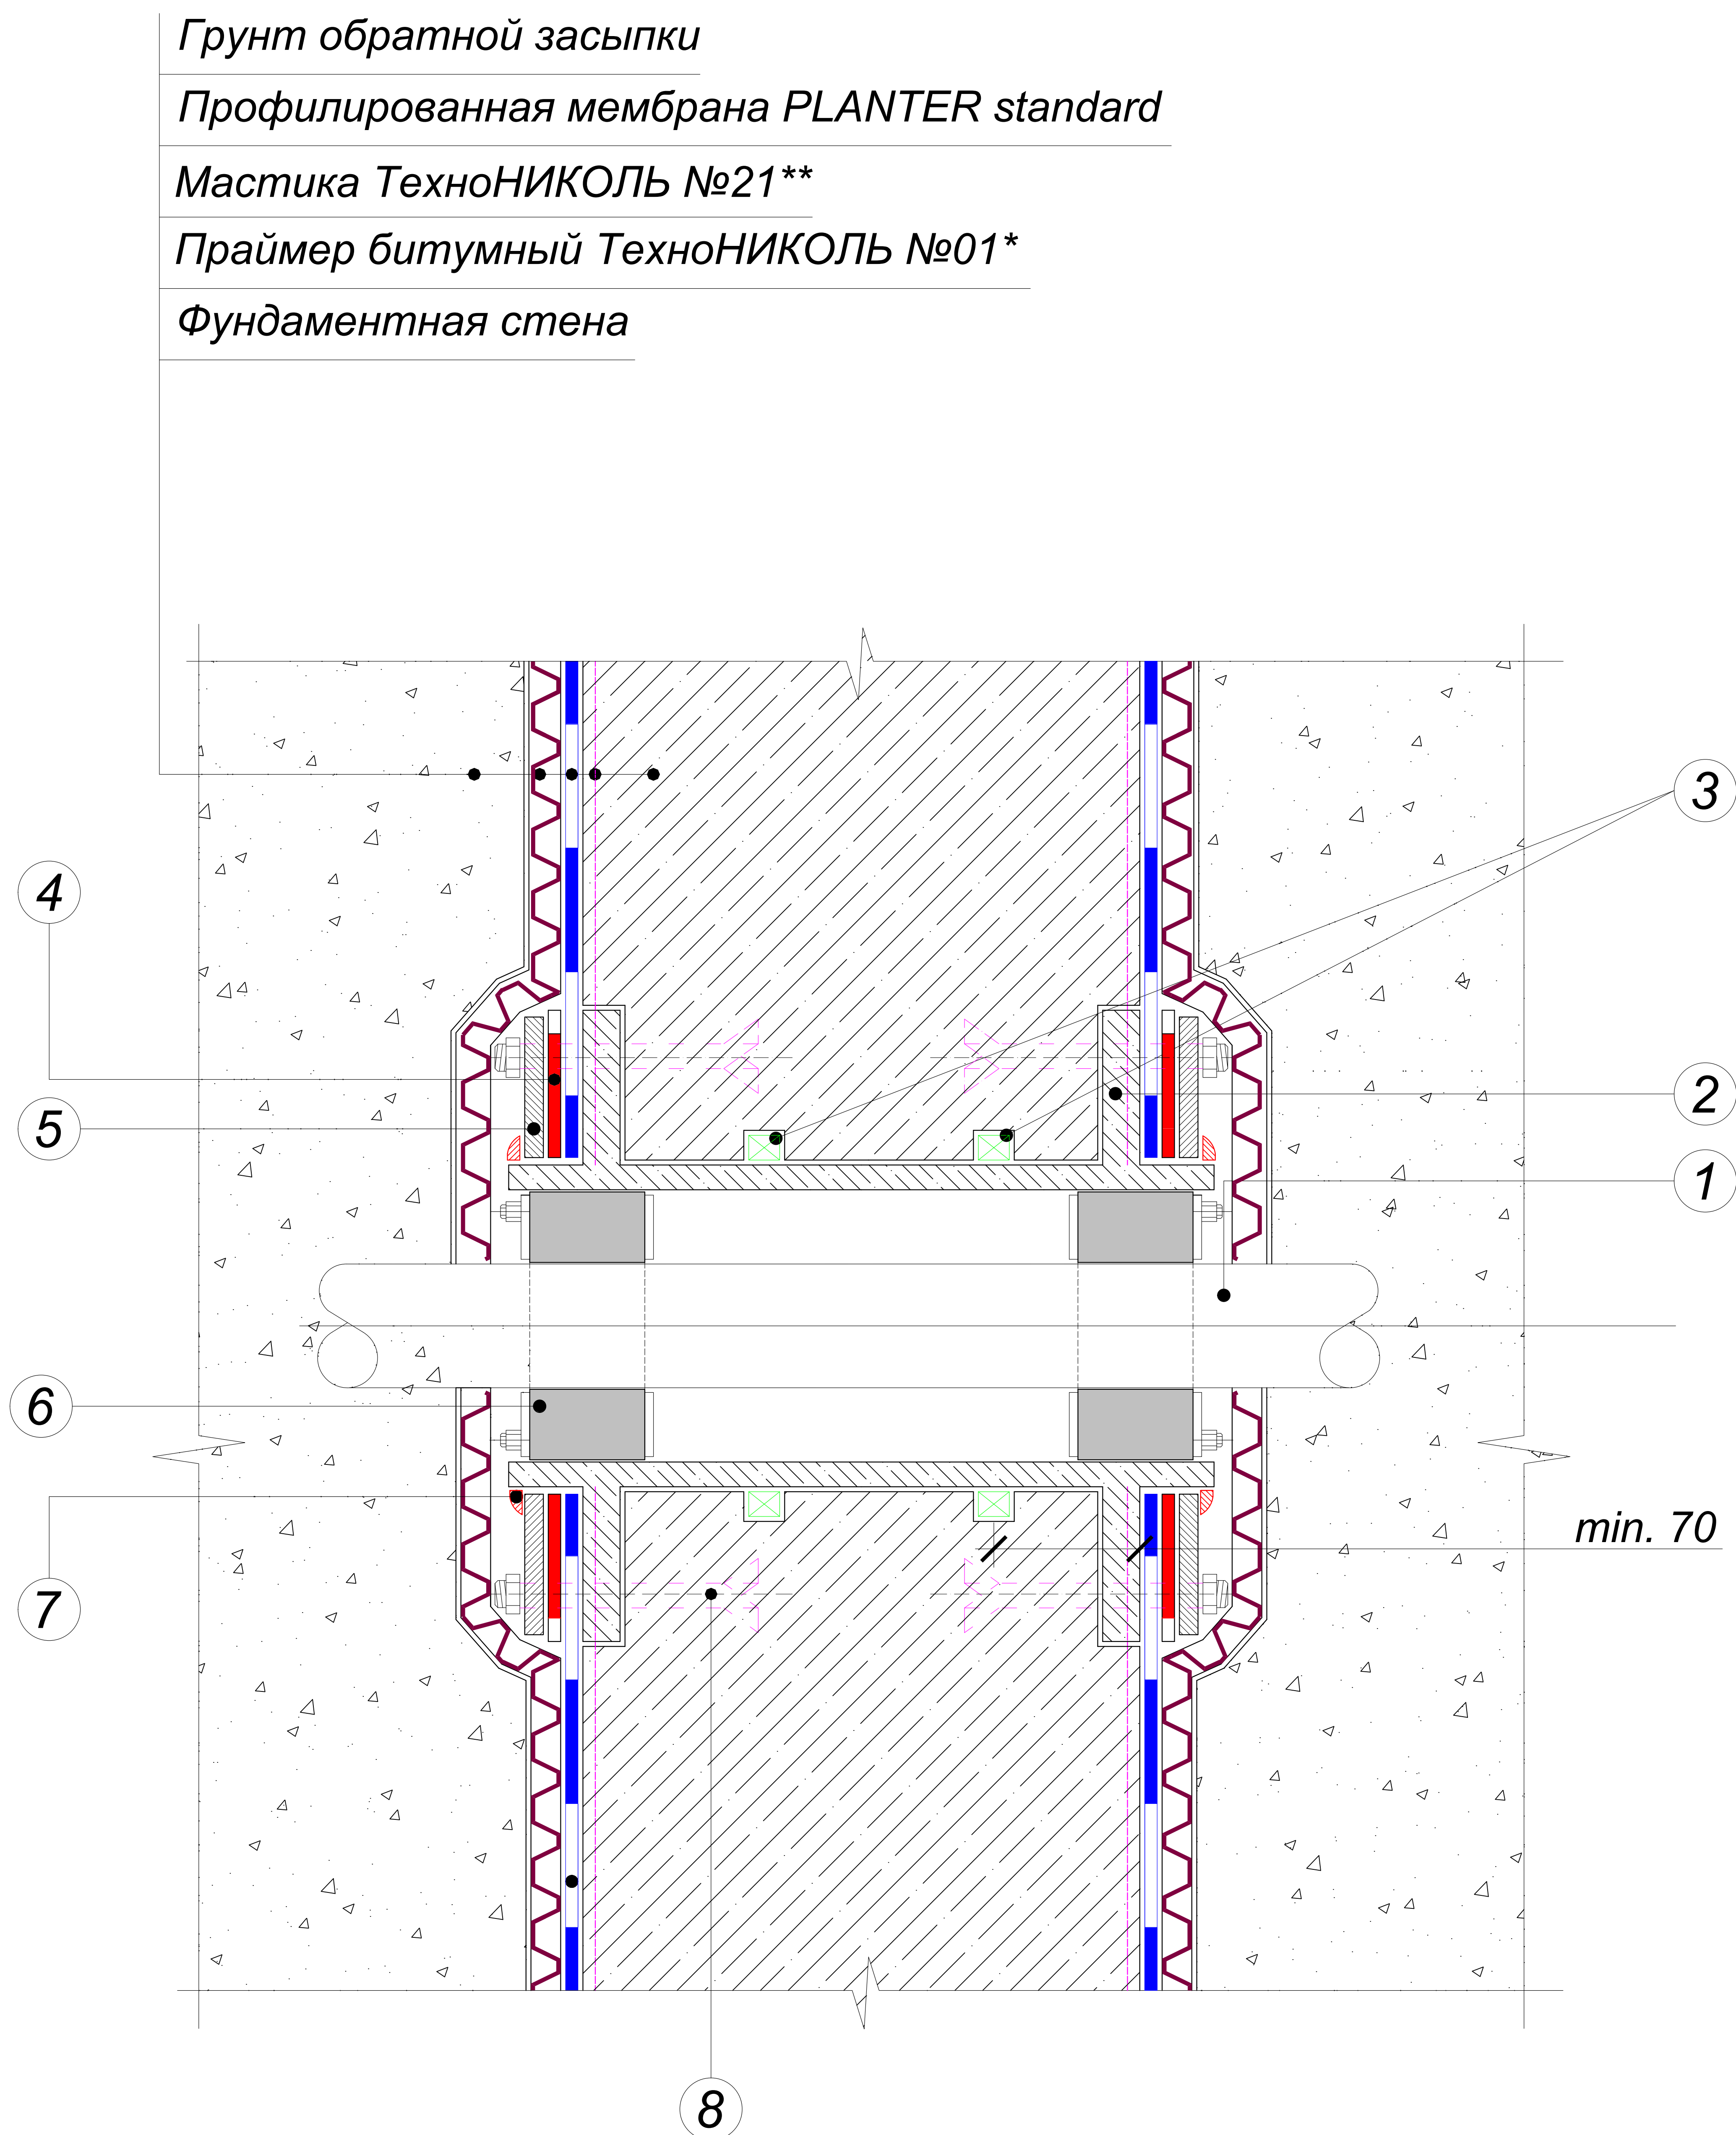 Грунт обратной засыпки
Профилированная мембрана PLANTER standard
Мастика ТехноНИКОЛЬ №21**
Праймер битумный ТехноНИКОЛЬ №01*
Фундаментная стена
3
4
2
5
1
6
min. 70
7
8